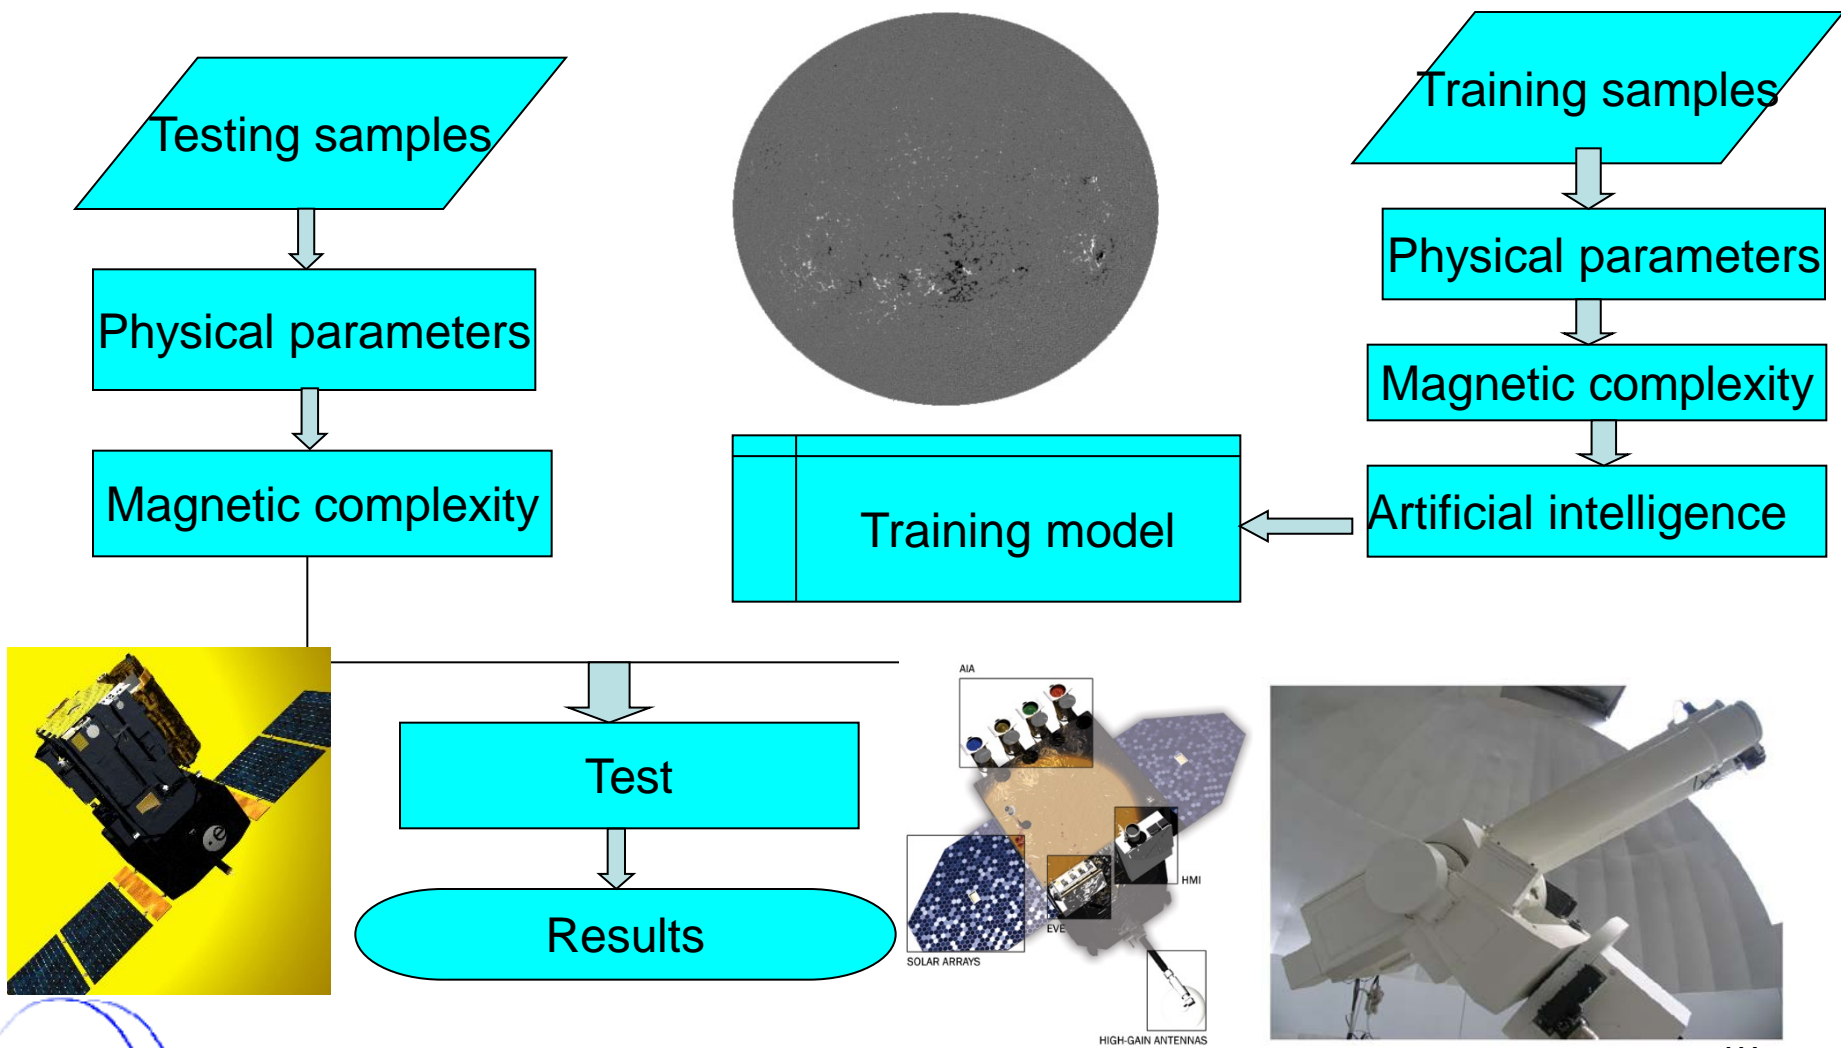 Testing samples
Physical parameters
Magnetic complexity
Training samples
Physical parameters
Magnetic complexity
Artificial intelligence
Training model
Test
Results
AIA
HMI
EVE
SOLAR ARRAYS
HIGH-GAIN ANTENNAS